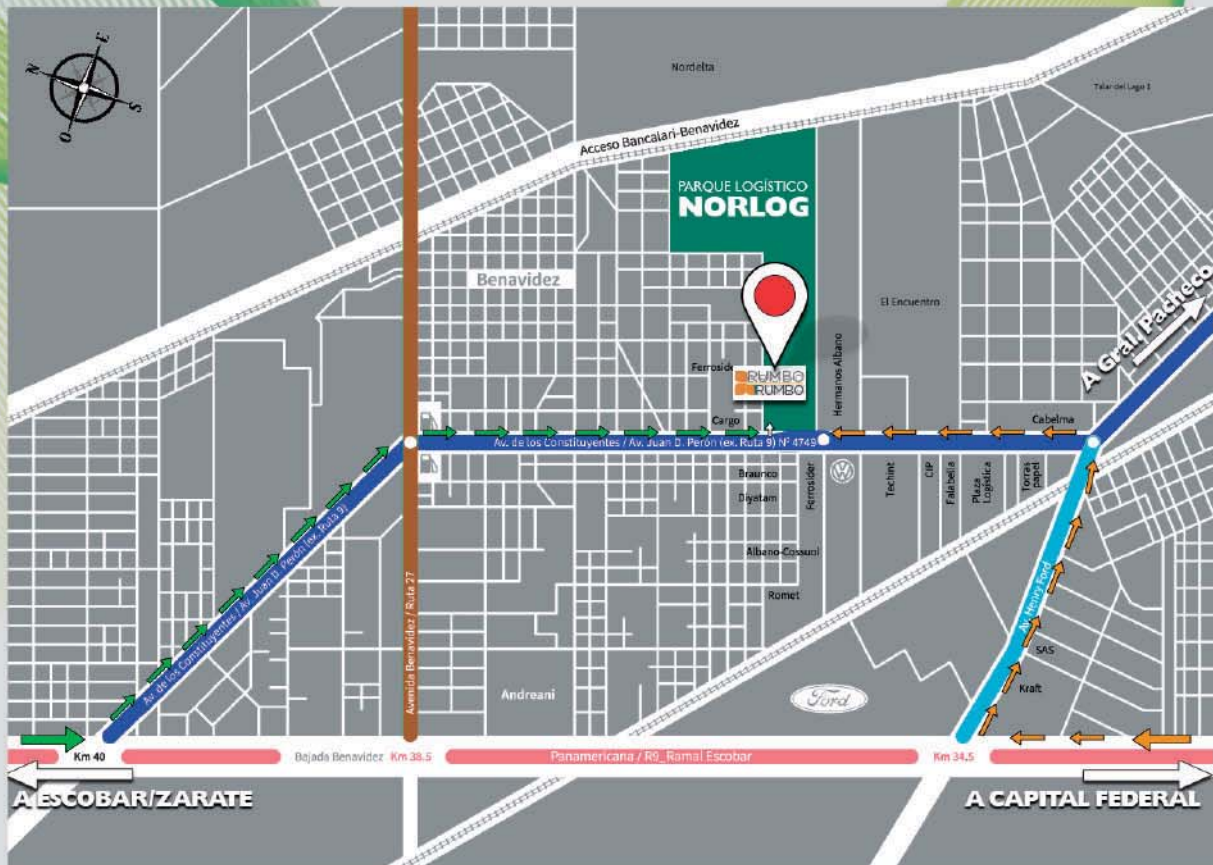 E
N
S
O
Nordelta
Talar del Lago 1
Acceso Bancalari-Benavidez
PARQUE LOGÍSTICO
NORLOG
Benavidez
El Encuentro
A Gral. Pacheco
Hermanos Albano
RUMBO
RUMBO
Cargo
Cabelma
Av. de los Constituyentes / Av. Juan D. Perón (ex. Ruta 9) Nº 4749
Braunco
Diyatam
Ferrosider
Techint
CIP
Falabella
Plaza
Logística
Torras
papel
Albano-Cossuol
Romet
Av. de los Constituyentes / Av. Juan D. Perón (ex. Ruta 9)
Avenida Benavidez / Ruta 27
Av. Henry Ford
SAS
Kraft
Andreani
Ford
Km 40
Bajada Benavidez Km 38.5
Panamericana / R9_Ramal Escobar
Km 34.5
A ESCOBAR/ZARATE
A CAPITAL FEDERAL